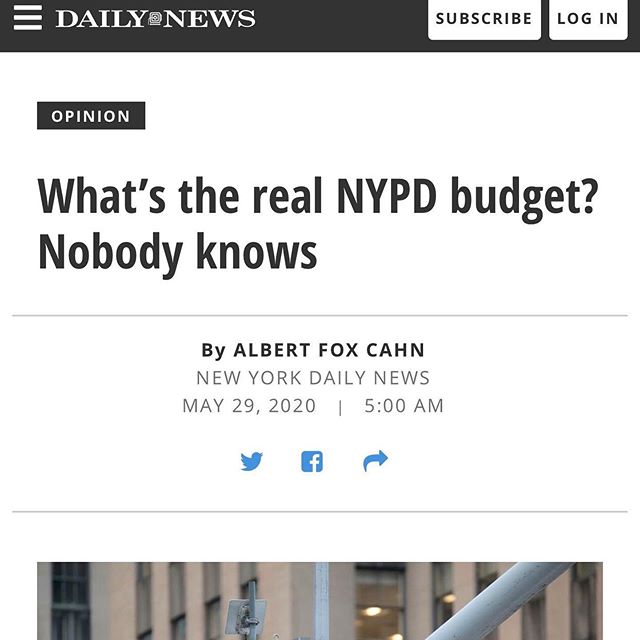 DAILY NEWS
SUBSCRIBE
LOG IN
OPINION
What’s the real NYPD budget?
Nobody knows
By ALBERT FOX CAHN
NEW YORK DAILY NEWS
MAY 29, 2020 | 5:00 AM